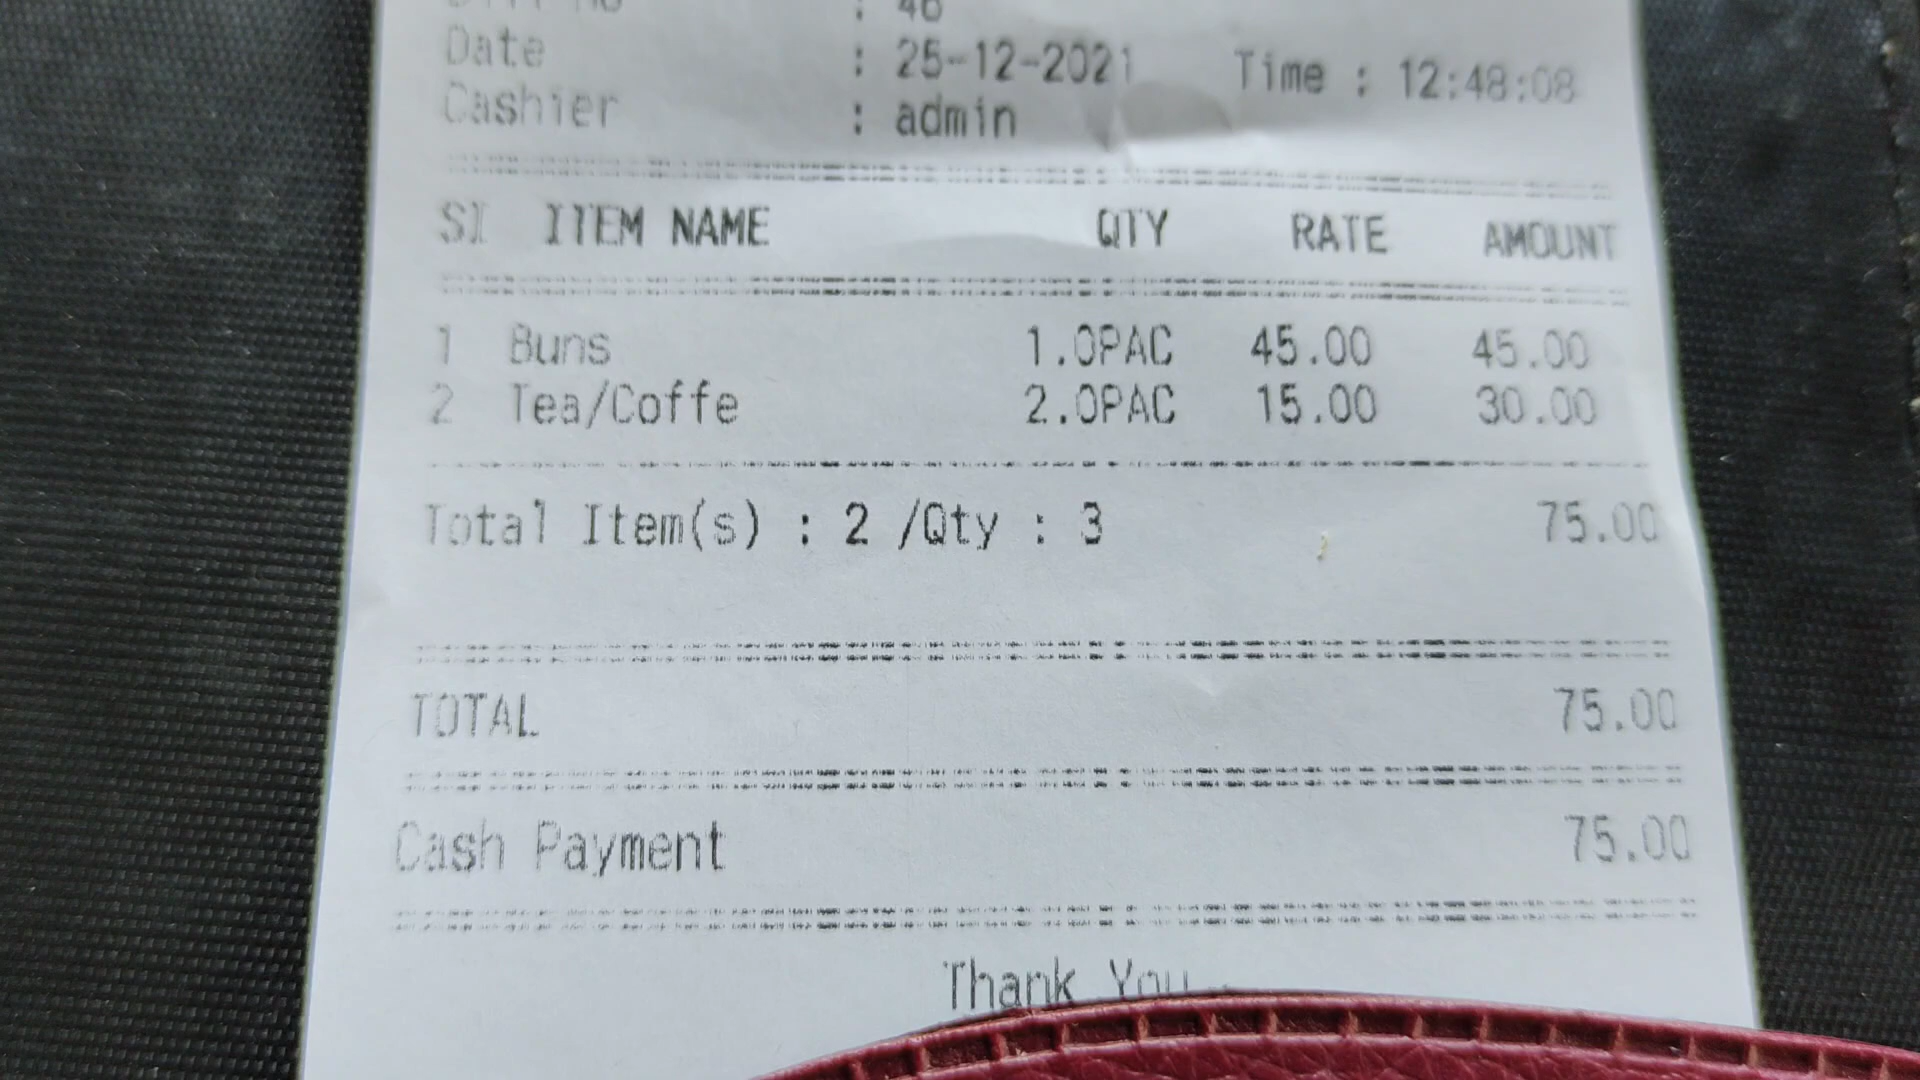 : 46
Date : 25-12-2021 Time : 12:48:08
Cashier : admin
SI ITEM NAME QTY RATE AMOUNT
1 Buns 1.0PAC 45.00 45.00
2 Tea/Coffe 2.0PAC 15.00 30.00
Total Item(s) : 2 /Qty : 3 75.00
TOTAL 75.00
Cash Payment 75.00
Thank You